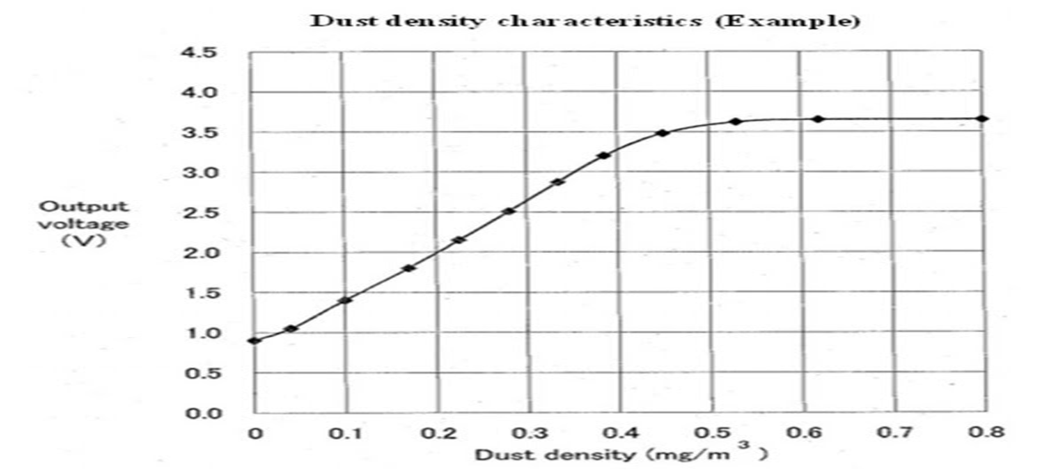 Dust density characteristics (Example)
4.5
4.0
3.5
3.0
2.5
2.0
1.5
1.0
0.5
0.0
Output
voltage
(V)
0 0.1 0.2 0.3 0.4 0.5 0.6 0.7 0.8
Dust density (mg/m³)